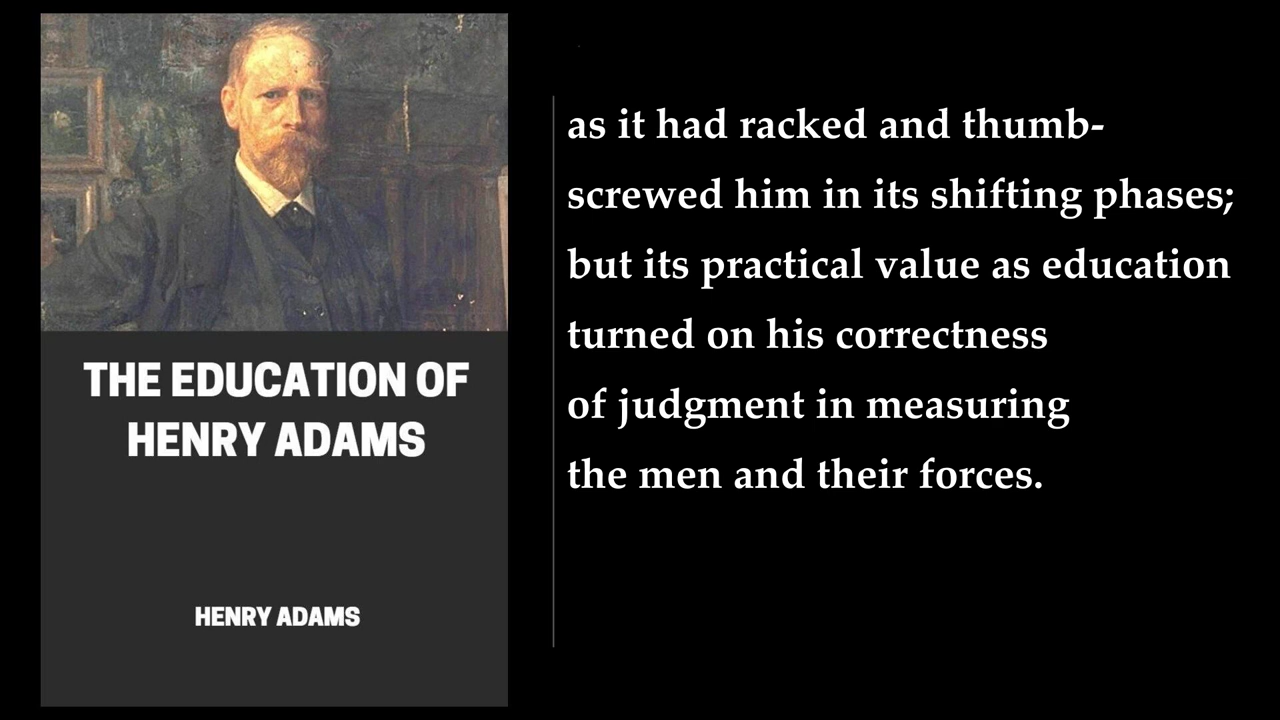 THE EDUCATION OF
HENRY ADAMS
HENRY ADAMS
as it had racked and thumb-
screwed him in its shifting phases;
but its practical value as education
turned on his correctness
of judgment in measuring
the men and their forces.